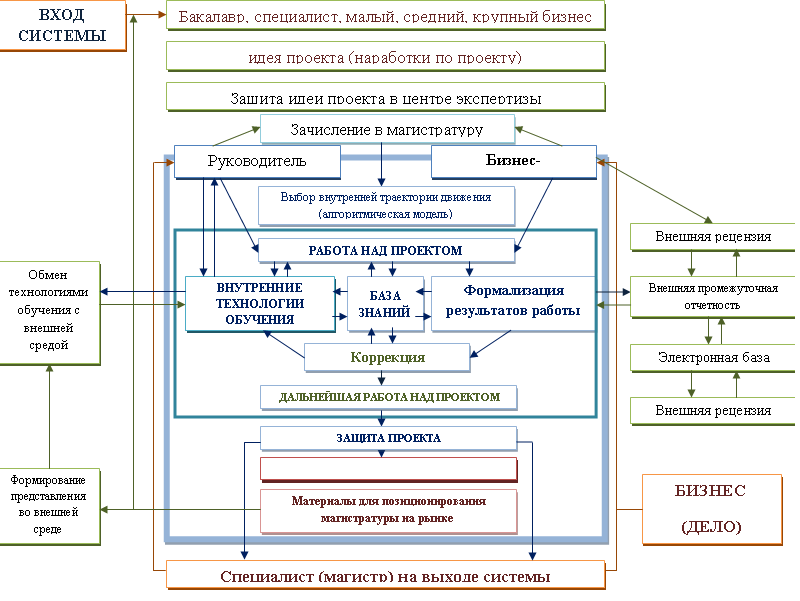 ВХОД
СИСТЕМЫ
Бакалавр, специалист, малый, средний, крупный бизнес
идея проекта (наработки по проекту)
Защита идеи проекта в центре экспертизы
Зачисление в магистратуру
Руководитель
Бизнес-
Выбор внутренней траектории движения
(алгоритмическая модель)
Внешняя рецензия
РАБОТА НАД ПРОЕКТОМ
Обмен
технологиями
обучения с
внешней
средой
ВНУТРЕННИЕ
ТЕХНОЛОГИИ
ОБУЧЕНИЯ
БАЗА
ЗНАНИЙ
Формализация
результатов работы
Внешняя промежуточная
отчетность
Коррекция
Электронная база
ДАЛЬНЕЙШАЯ РАБОТА НАД ПРОЕКТОМ
Внешняя рецензия
ЗАЩИТА ПРОЕКТА
Формирование
представления
во внешней
среде
Материалы для позиционирования
магистратуры на рынке
БИЗНЕС
(ДЕЛО)
Специалист (магистр) на выходе системы